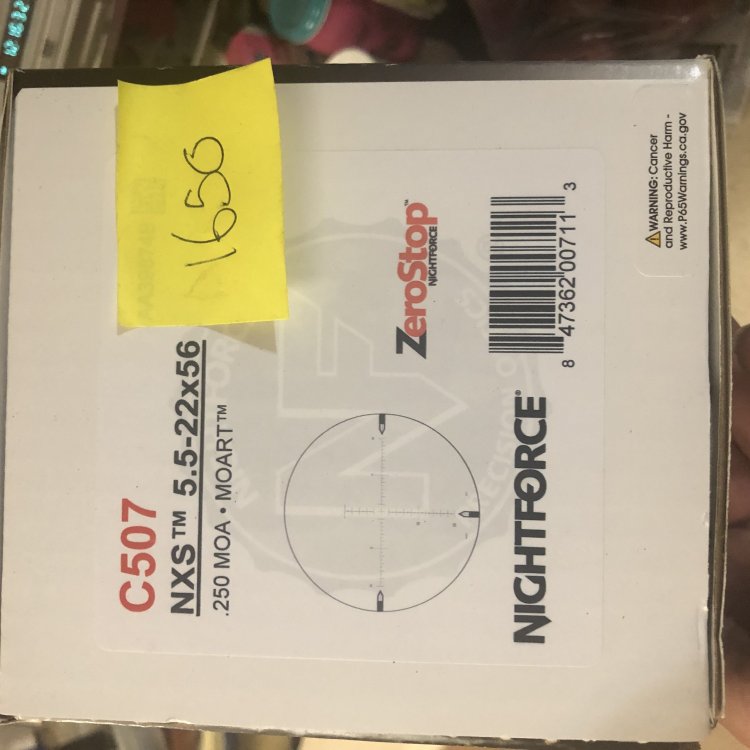 1650
C507
NXS™ 5.5-22x56
.250 MOA • MOART™
ZeroStop™
NIGHTFORCE
8 47362 00711 3
NIGHTFORCE®
⚠WARNING: Cancer
and Reproductive Harm -
www.P65Warnings.ca.gov